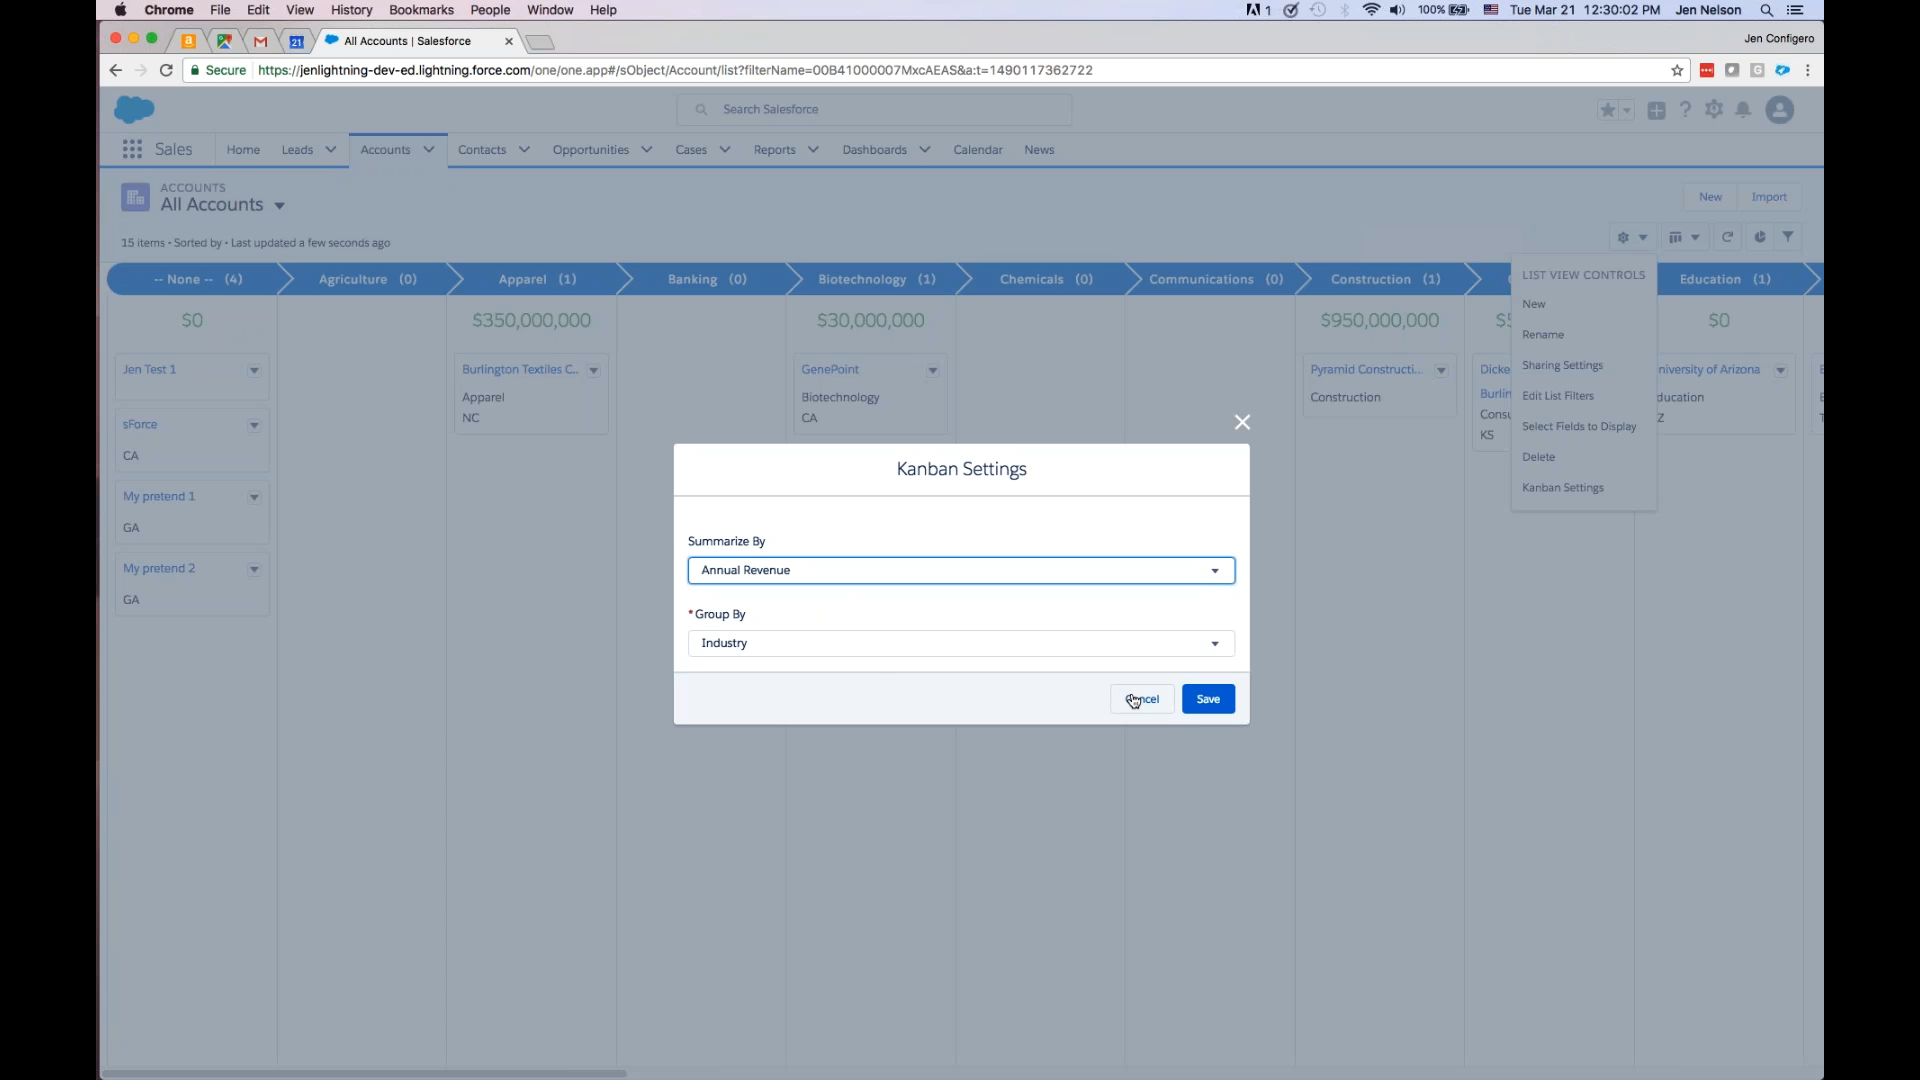 Chrome File Edit View History Bookmarks People Window Help
1 100% Tue Mar 21 12:30:02 PM Jen Nelson
21 All Accounts | Salesforce Jen Configero
Secure https://jenlightning-dev-ed.lightning.force.com/one/one.app#/sObject/Account/list?filterName=00B41000007MxcAEAS&a:t=1490117362722
Search Salesforce
Sales Home Leads Accounts Contacts Opportunities Cases Reports Dashboards Calendar News
ACCOUNTS
All Accounts
New Import
15 items • Sorted by • Last updated a few seconds ago
-- None -- (4) Agriculture (0) Apparel (1) Banking (0) Biotechnology (1) Chemicals (0) Communications (0) Construction (1) Education (1)
$0 $350,000,000 $30,000,000 $950,000,000 $0
Jen Test 1
sForce
CA
My pretend 1
GA
My pretend 2
GA
Burlington Textiles C...
Apparel
NC
GenePoint
Biotechnology
CA
Pyramid Constructi...
Construction
Dicke
Burlin
Consu
KS
niversity of Arizona
ducation
Z
LIST VIEW CONTROLS
New
Rename
Sharing Settings
Edit List Filters
Select Fields to Display
Delete
Kanban Settings
Kanban Settings
Summarize By
Annual Revenue
*Group By
Industry
Save